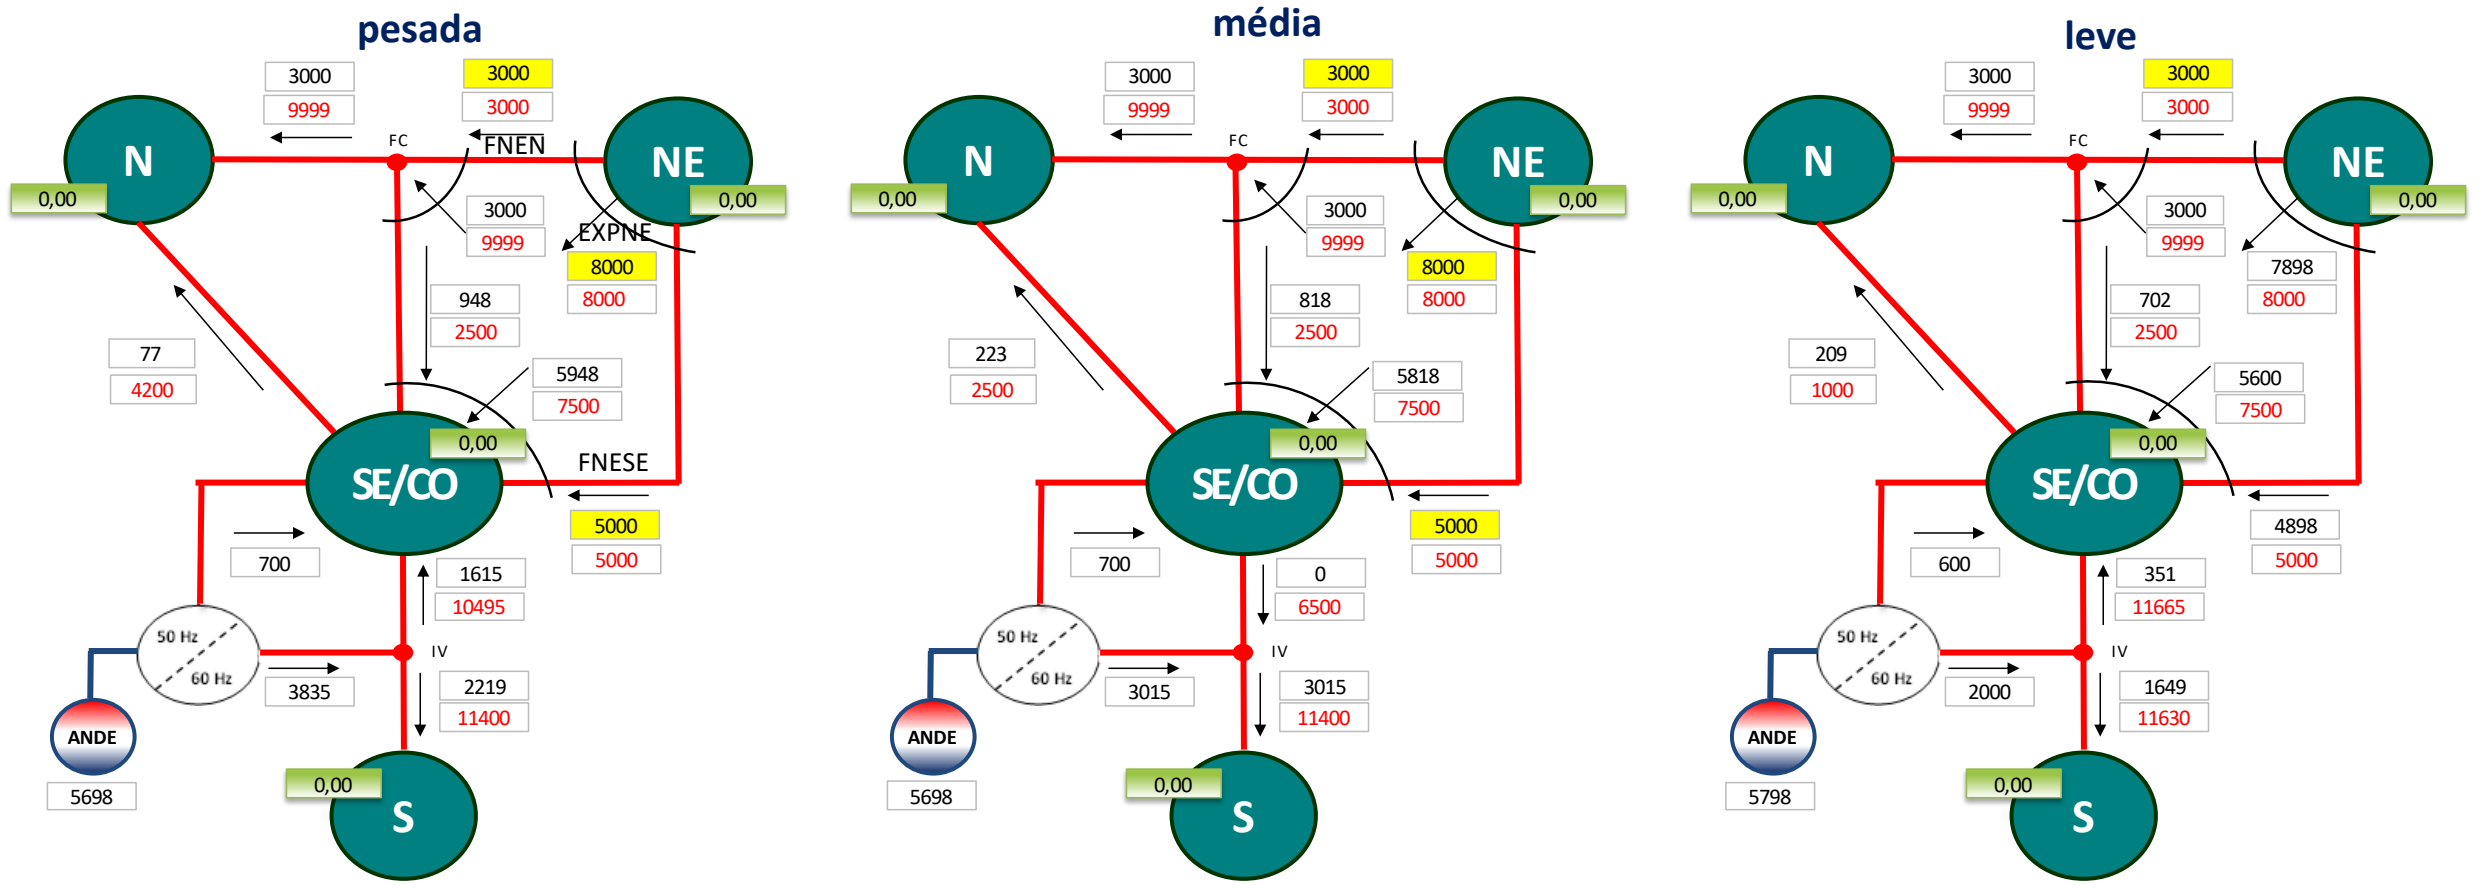 pesada
3000
9999
3000
3000
FC
FNEN
N
NE
0,00
0,00
3000
9999
EXPNE
8000
8000
948
2500
77
4200
5948
7500
0,00
SE/CO
FNESE
5000
5000
700
1615
10495
50 Hz
60 Hz
IV
3835
2219
11400
ANDE
5698
0,00
S
média
3000
9999
3000
3000
FC
N
NE
0,00
0,00
3000
9999
8000
8000
818
2500
223
2500
5818
7500
0,00
SE/CO
5000
5000
700
0
6500
50 Hz
60 Hz
IV
3015
3015
11400
ANDE
5698
0,00
S
leve
3000
9999
3000
3000
FC
N
NE
0,00
0,00
3000
9999
7898
8000
702
2500
209
1000
5600
7500
0,00
SE/CO
4898
5000
600
351
11665
50 Hz
60 Hz
IV
2000
1649
11630
ANDE
5798
0,00
S